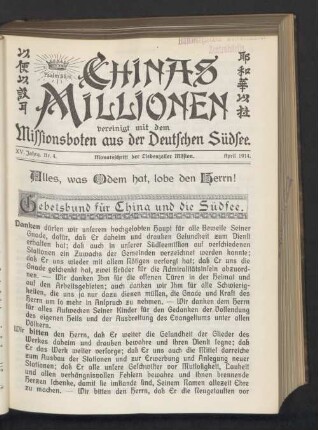 CHINAS
MILLIONEN
vereinigt mit dem
Missionsboten aus der Deutschen Südsee.
XV. Jahrg. Nr. 4.
Monatsschrift der Liebenzeller Mission.
April 1914.
Alles, was Odem hat, lobe den Herrn!
Gebetsbund für China und die Südsee.
Danken dürfen wir unserem hochgelobten Haupt für alle Beweise Seiner
Gnade, dafür, daß Er daheim und draußen Gesundheit zum Dienst
erhalten hat; daß auch in unserer Südseemission auf verschiedenen
Stationen ein Zuwachs der Gemeinden verzeichnet werden konnte;
daß Er uns wieder mit allem Nötigen versorgt hat; daß Er uns die
Gnade geschenkt hat, zwei Brüder für die Admiralitätsinseln abzuord-
nen. — Wir danken Ihm für die offenen Türen in der Heimat und
auf den Arbeitsgebieten; auch danken wir Ihm für alle Schwierig-
keiten, die uns ja nur dazu dienen müssen, die Gnade und Kraft des
Herrn um so mehr in Anspruch zu nehmen. — Wir danken dem Herrn
für alles Aufwecken Seiner Kinder für den Gedanken der Vollendung
des eigenen Heils und der Ausbreitung des Evangeliums unter allen
Völkern.
Wir bitten den Herrn, daß Er weiter die Gesundheit der Glieder des
Werkes daheim und draußen bewahre und ihren Dienst segne; daß
Er das Werk weiter versorge; daß Er uns auch die Mittel darreiche
zum Ausbau der Stationen und zur Erwerbung und Anlegung neuer
Stationen; daß Er alle unsere Geschwister vor Mutlosigkeit, Lauheit
und allen verhängnisvollen Fehlern bewahre und ihnen brennende
Herzen schenke, damit sie imstande sind, Seinem Namen allezeit Ehre
zu machen. — Wir bitten den Herrn, daß Er die Neugetauften vor